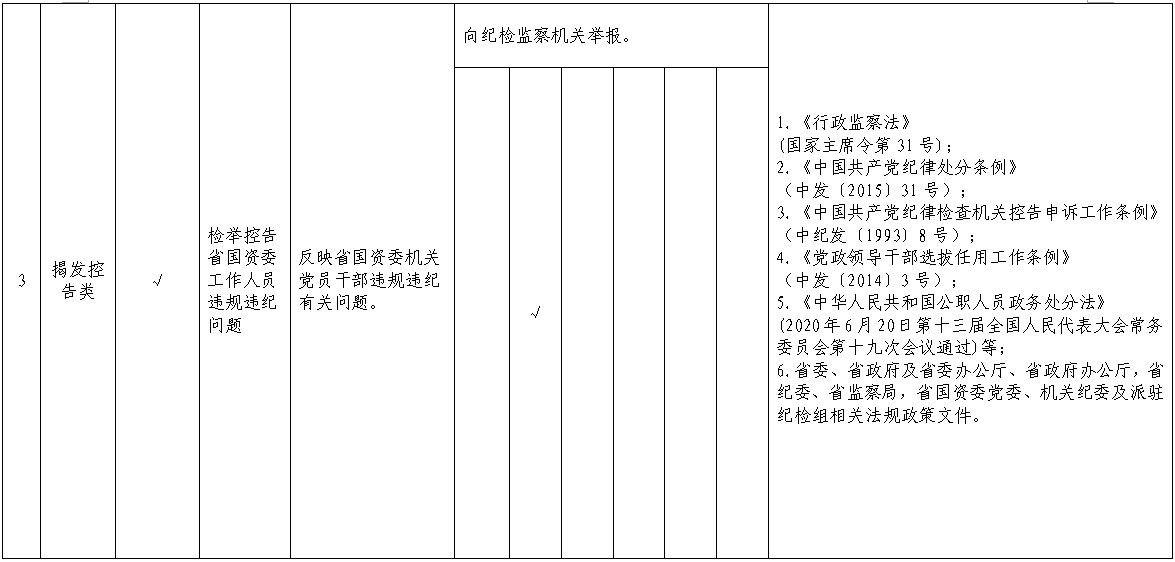 向纪检监察机关举报。
3
揭发控
告类
√
检举控告
省国资委
工作人员
违规违纪
问题
反映省国资委机关
党员干部违规违纪
有关问题。
√
1.《行政监察法》
(国家主席令第 31 号)；
2.《中国共产党纪律处分条例》
（中发〔2015〕31 号）；
3.《中国共产党纪律检查机关控告申诉工作条例》
（中纪发〔1993〕8 号）；
4.《党政领导干部选拔任用工作条例》
（中发〔2014〕3 号）；
5.《中华人民共和国公职人员政务处分法》
(2020 年 6 月 20 日第十三届全国人民代表大会常务
委员会第十九次会议通过)等；
6.省委、省政府及省委办公厅、省政府办公厅，省
纪委、省监察局，省国资委党委、机关纪委及派驻
纪检组相关法规政策文件。